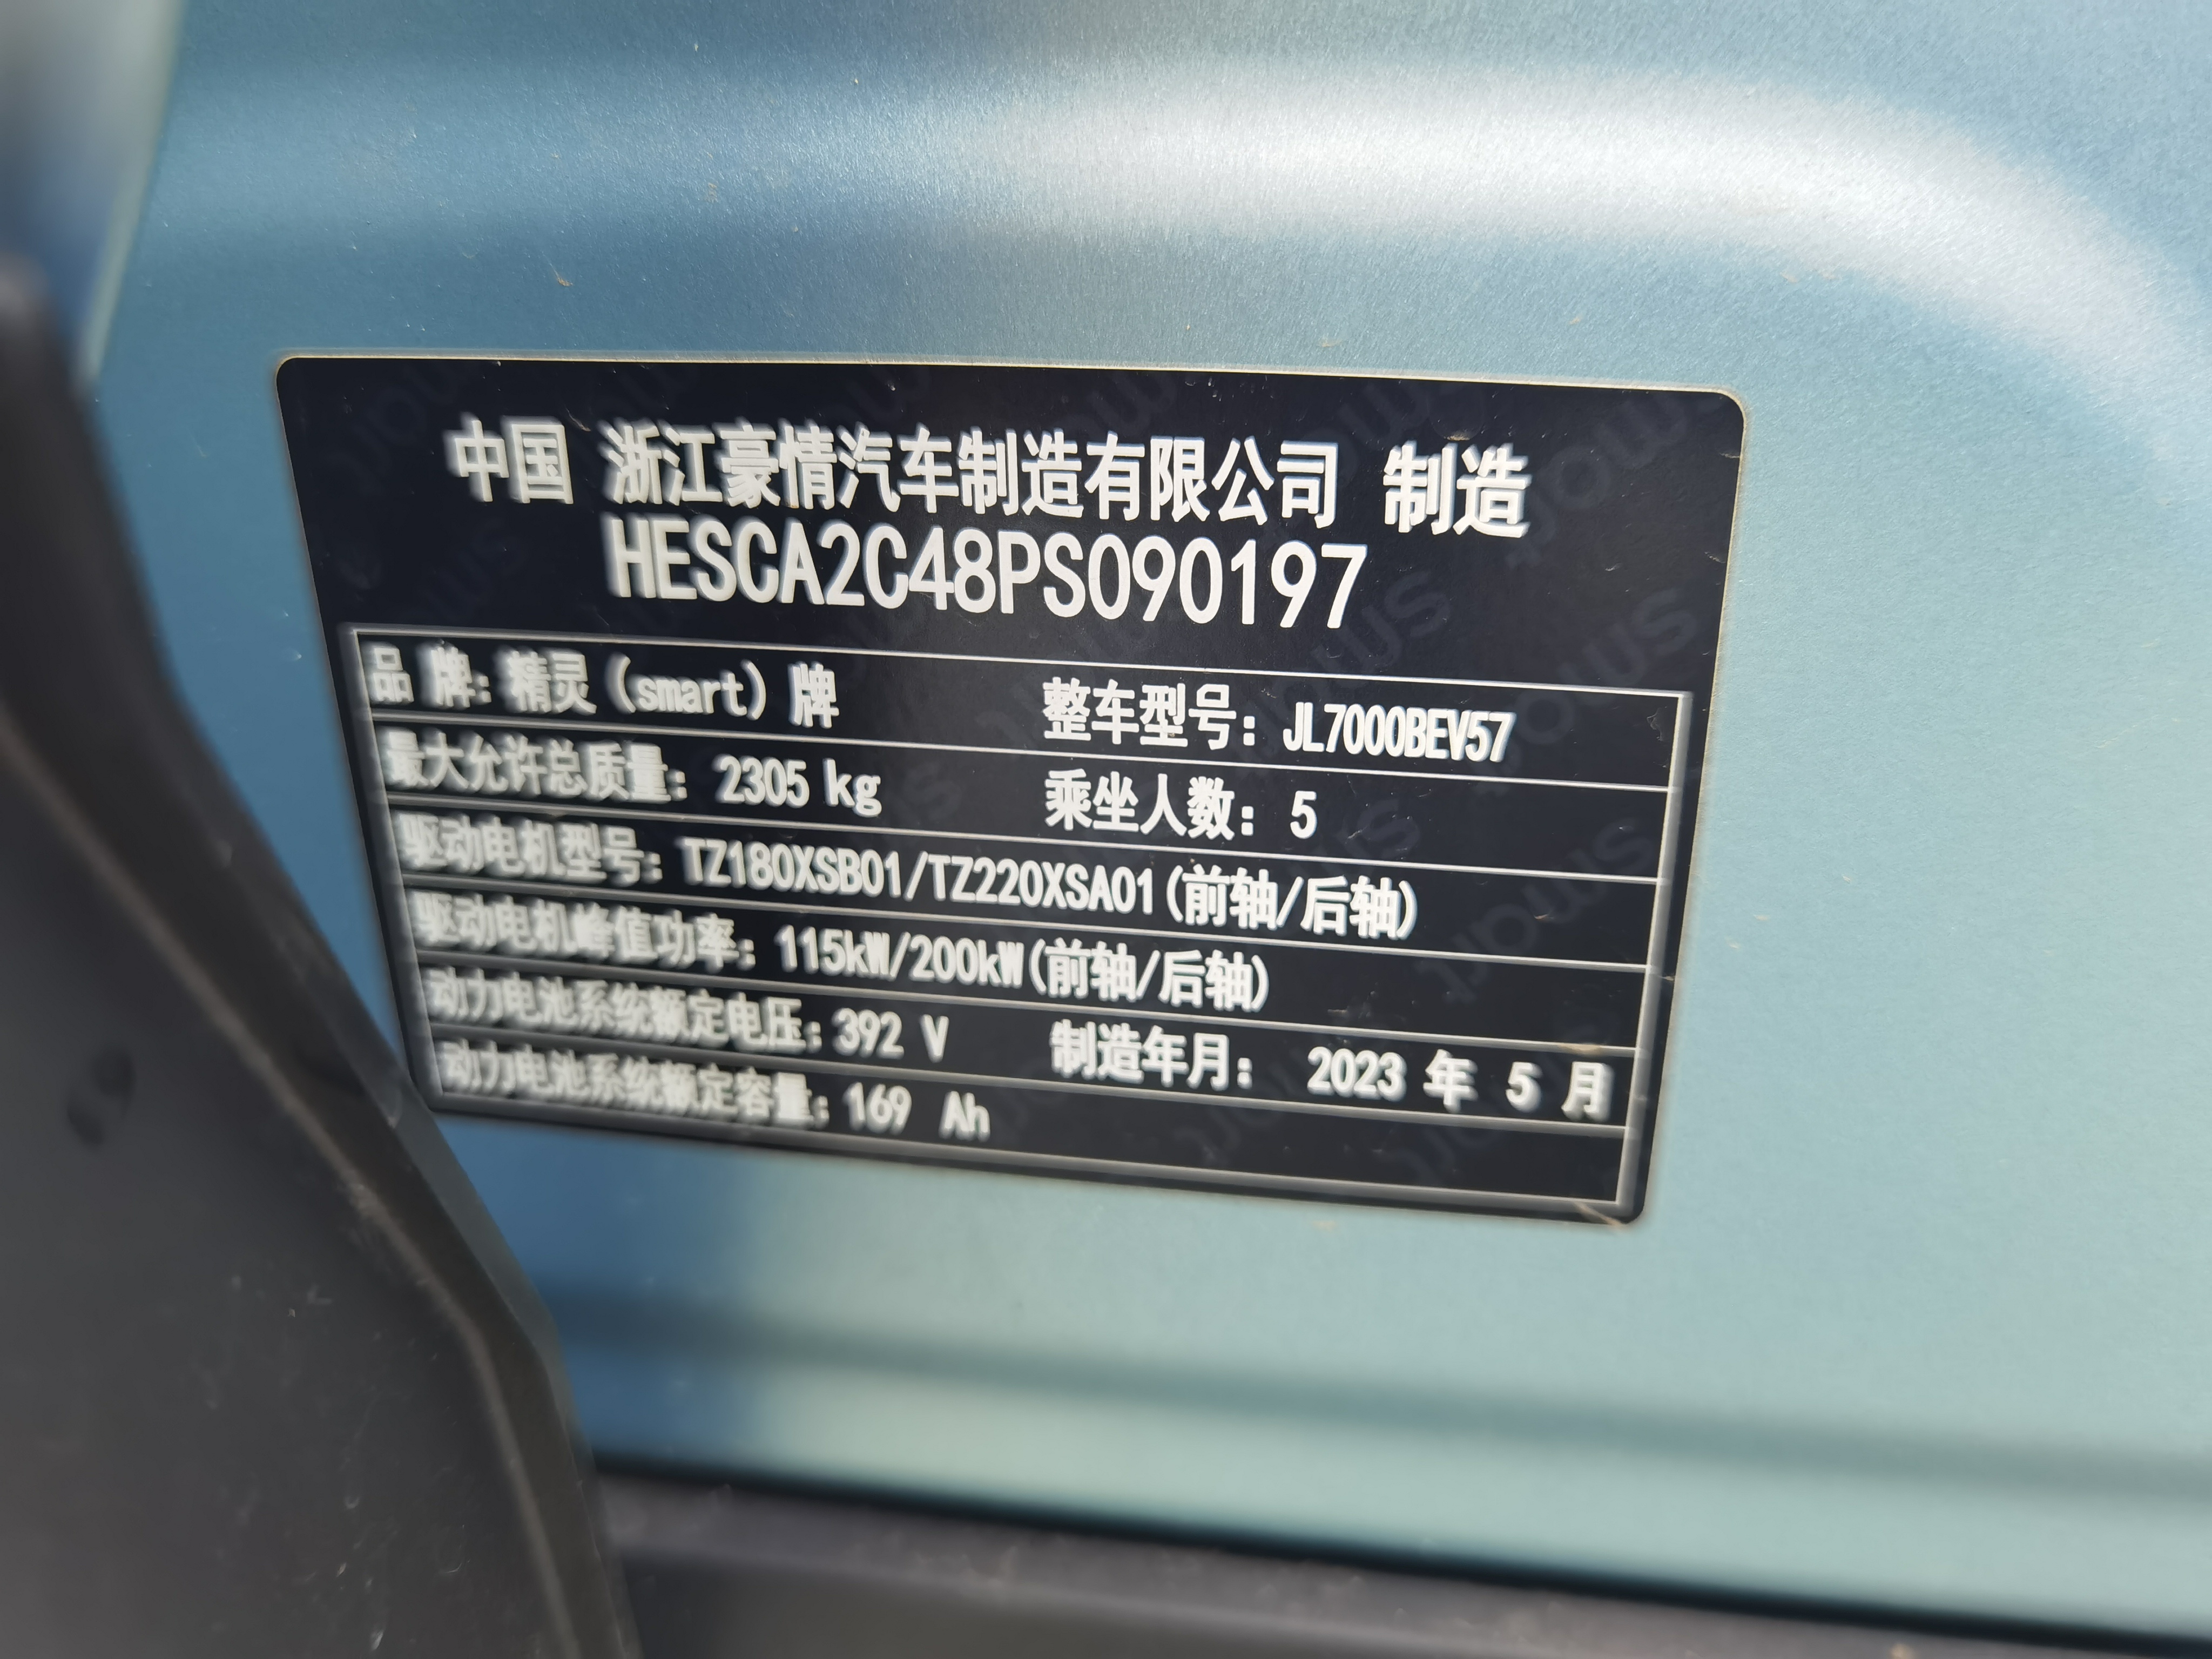 中国 浙江豪情汽车制造有限公司 制造
HESCA2C48PS090197
品 牌: 精灵 (smart) 牌 整车型号: JL7000BEV57
最大允许总质量: 2305 kg 乘坐人数: 5
驱动电机型号: TZ180XSB01/TZ220XSA01(前轴/后轴)
驱动电机峰值功率: 115kW/200kW(前轴/后轴)
动力电池系统额定电压: 392 V 制造年月: 2023 年 5 月
动力电池系统额定容量: 169 Ah